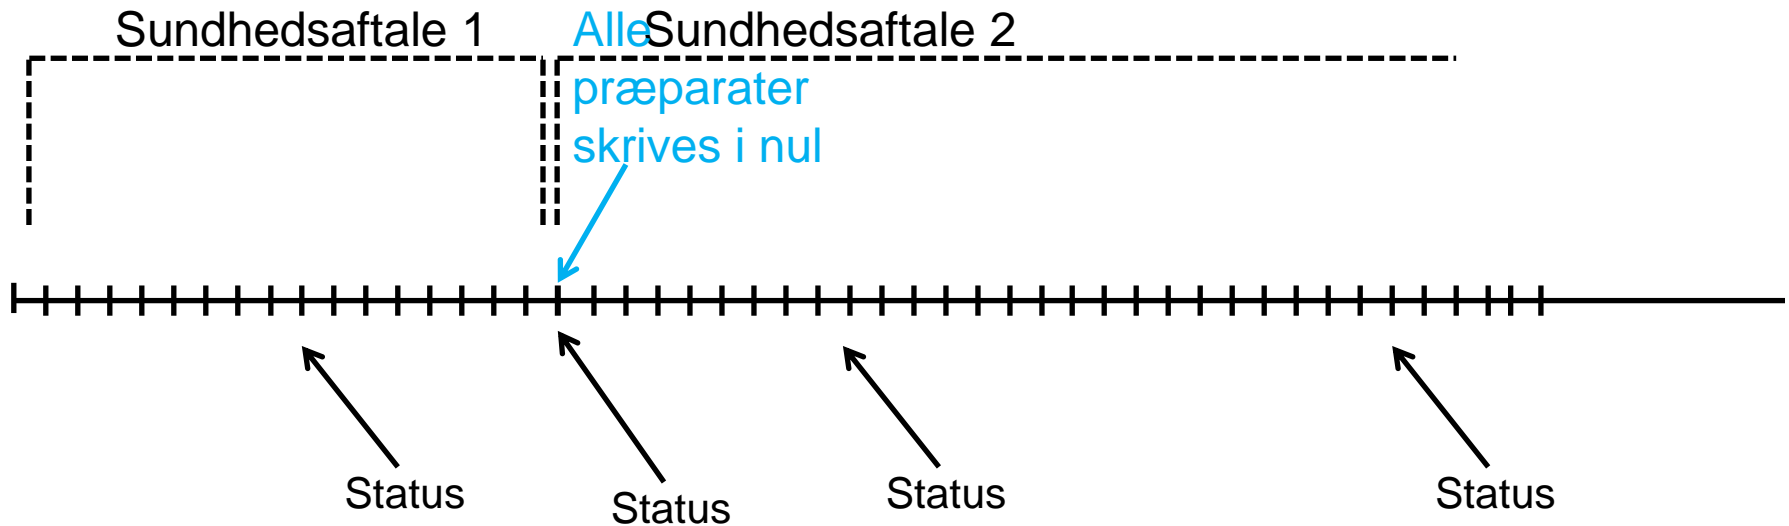 Sundhedsaftale 1
Alle
Sundhedsaftale 2
præparater
skrives i nul
Status
Status
Status
Status